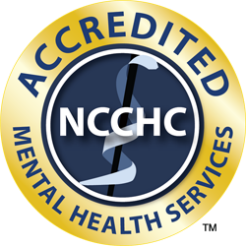 ACCREDITED
NCCHC
MENTAL HEALTH SERVICES
TM